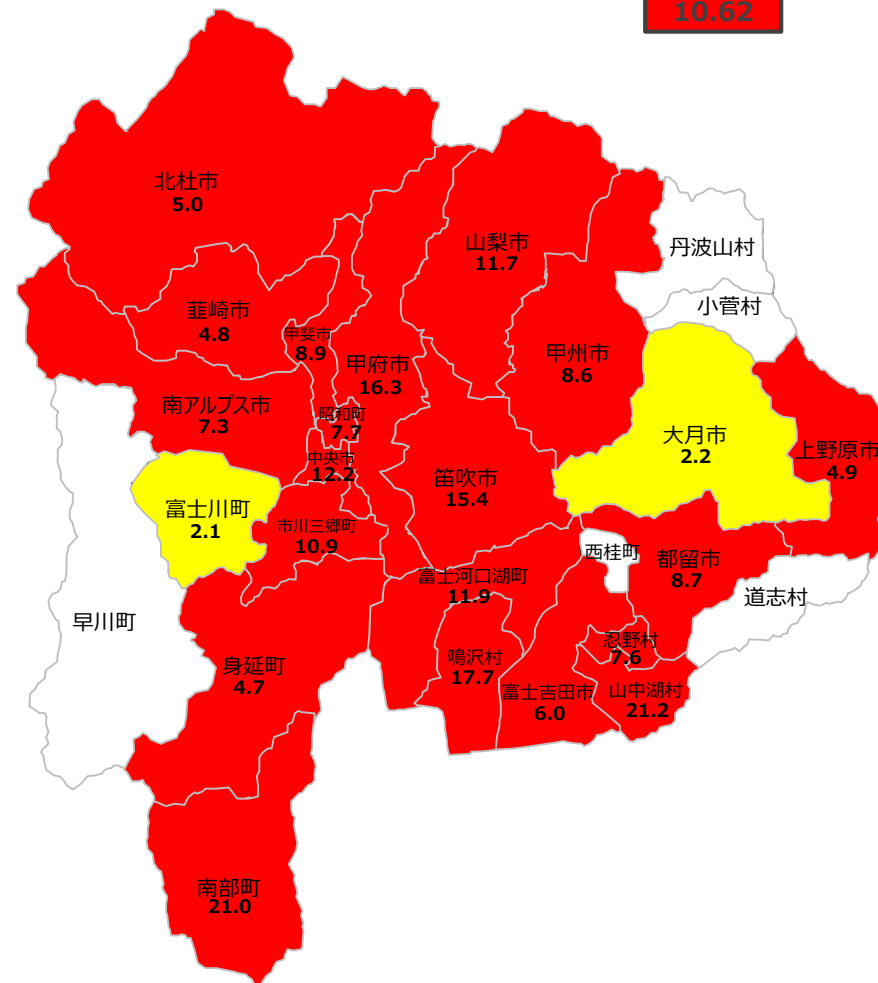 10.62
北杜市
5.0
山梨市
11.7
丹波山村
小菅村
韮崎市
4.8
甲斐市
8.9
甲府市
16.3
甲州市
8.6
南アルプス市
7.3
昭和町
7.7
大月市
2.2
上野原市
4.9
中央市
12.2
笛吹市
15.4
富士川町
2.1
市川三郷町
10.9
西桂町
都留市
8.7
富士河口湖町
11.9
道志村
早川町
身延町
4.7
鳴沢村
17.7
忍野村
7.6
富士吉田市
6.0
山中湖村
21.2
南部町
21.0